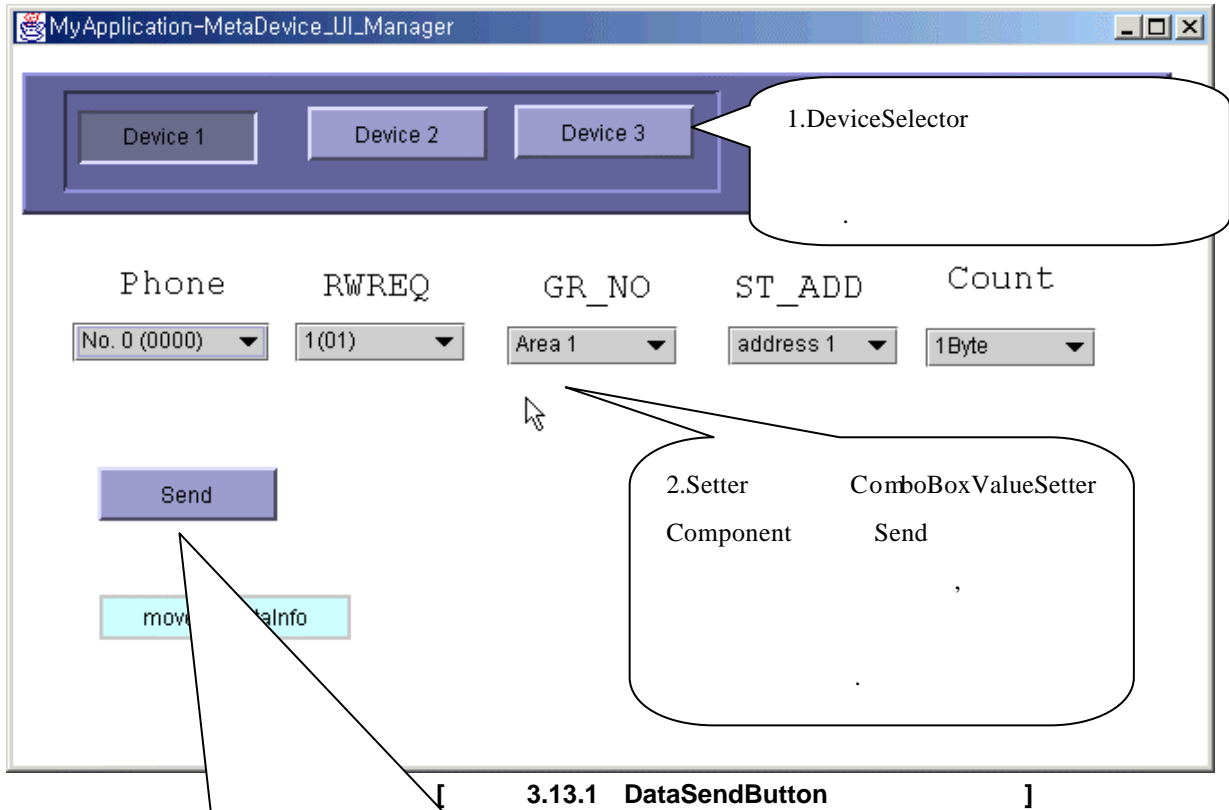 MyApplication-MetaDevice_UI_Manager
Device 1 Device 2 Device 3
1.DeviceSelector
.
Phone RWREQ GR_NO ST_ADD Count
No. 0 (0000) 1(01) Area 1 address 1 1Byte
Send
2.Setter ComboBoxValueSetter
Component Send
,
.
[ 3.13.1 DataSendButton ]